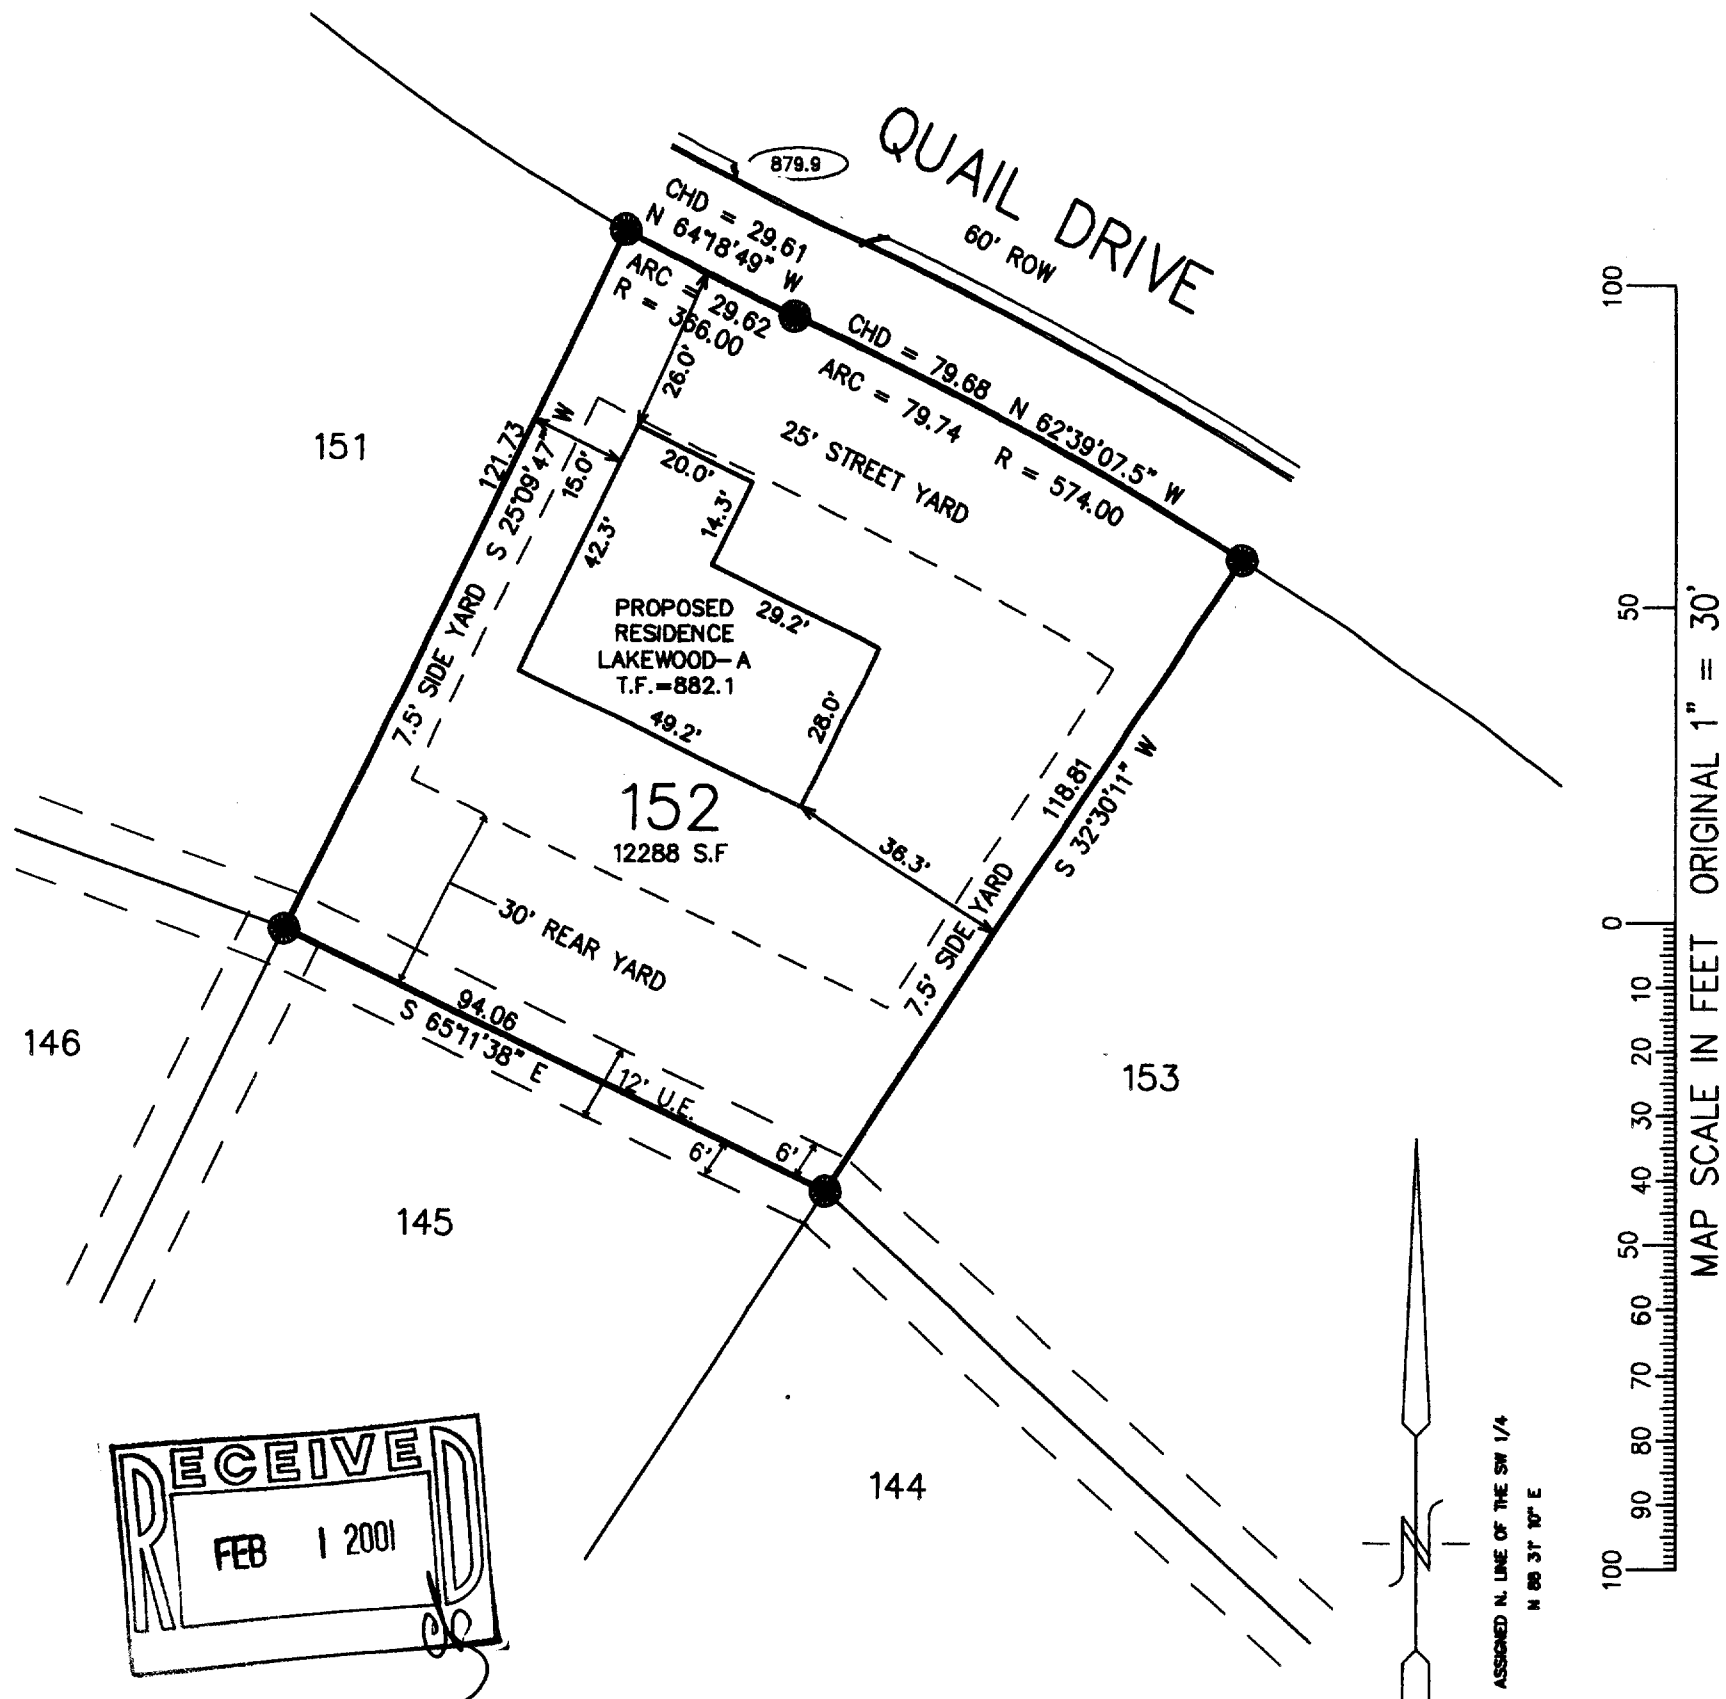 QUAIL DRIVE
60' ROW
879.9
CHD = 29.61
N 64°18'49" W
ARC = 29.62
R = 366.00
CHD = 79.68 N 62°39'07.5" W
ARC = 79.74 R = 574.00
25' STREET YARD
26.0'
151
121.73
S 25°09'47" W
15.0'
20.0'
14.3'
42.3'
29.2'
28.0'
49.2'
PROPOSED
RESIDENCE
LAKEWOOD-A
T.F.=882.1
7.5' SIDE YARD
152
12288 S.F
36.3'
118.81
S 32°30'11" W
7.5' SIDE YARD
30' REAR YARD
94.06
S 65°11'38" E
12' U.E.
6'
6'
146
145
153
144
RECEIVED
FEB 1 2001
100
50
0
10
20
30
40
50
60
70
80
90
100
MAP SCALE IN FEET ORIGINAL 1" = 30'
N
ASSIGNED N. LINE OF THE SW 1/4
N 88 31' 10" E